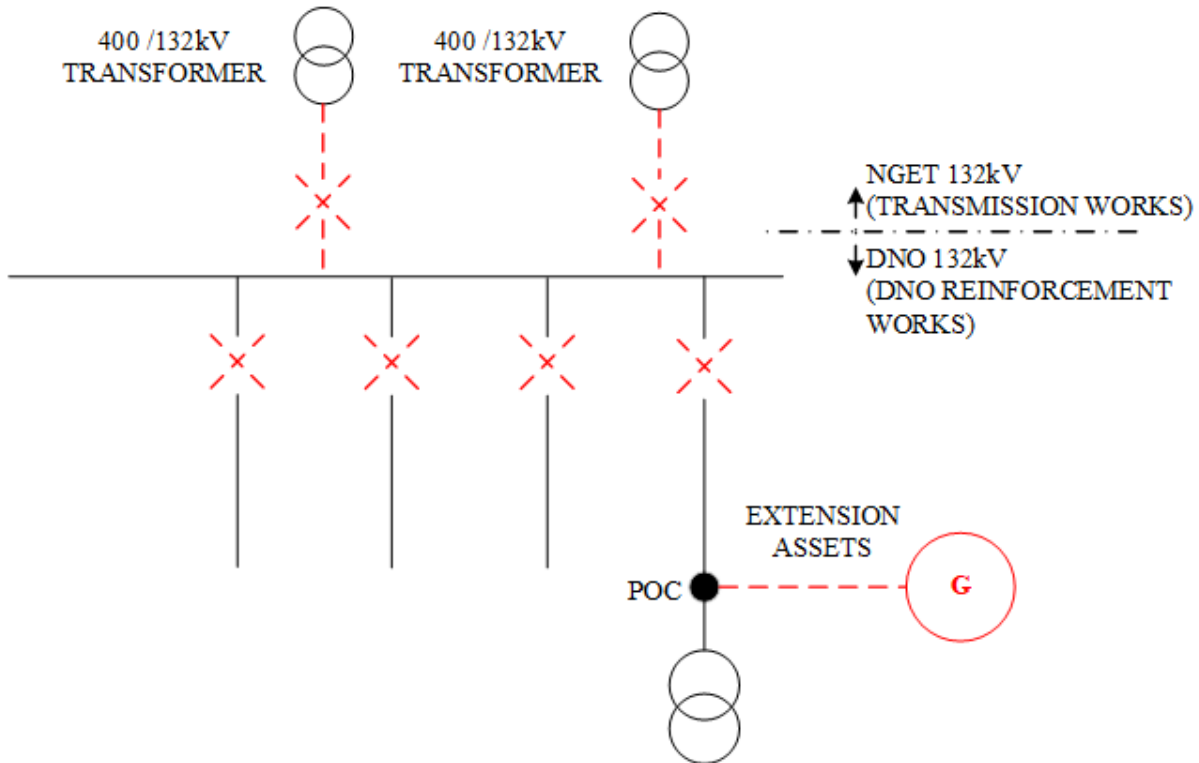 400 /132kV
TRANSFORMER
400 /132kV
TRANSFORMER
NGET 132kV
(TRANSMISSION WORKS)
DNO 132kV
(DNO REINFORCEMENT
WORKS)
EXTENSION
ASSETS
POC
G